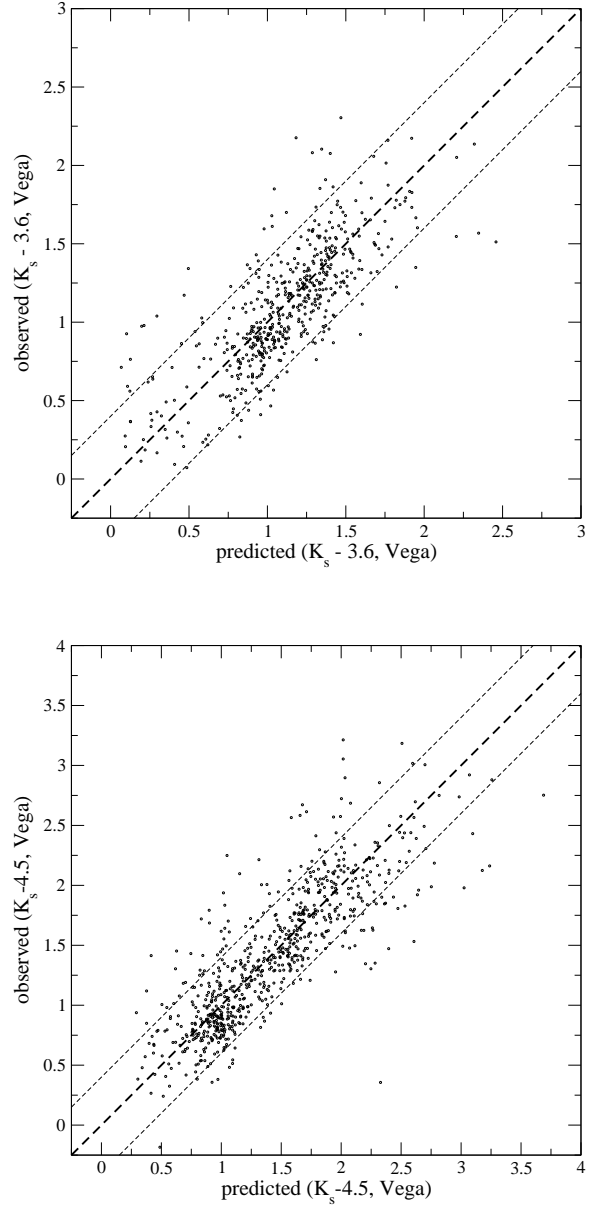 3
2.5
2
1.5
1
0.5
0
observed (K_s - 3.6, Vega)
0 0.5 1 1.5 2 2.5 3
predicted (K_s - 3.6, Vega)
4
3.5
3
2.5
2
1.5
1
0.5
0
observed (K_s-4.5, Vega)
0 0.5 1 1.5 2 2.5 3 3.5 4
predicted (K_s-4.5, Vega)